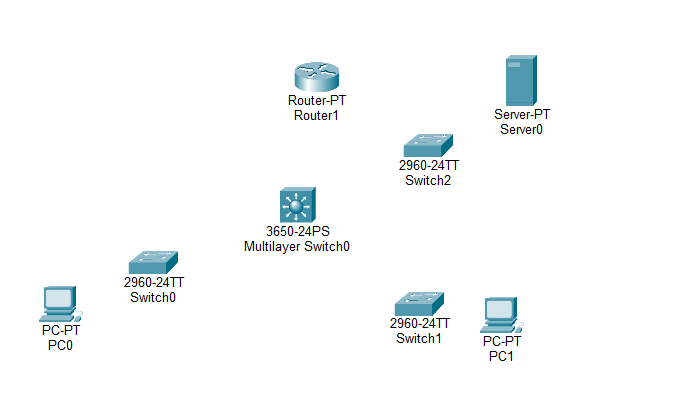 Router-PT
Router1
Server-PT
Server0
2960-24TT
Switch2
3650-24PS
Multilayer Switch0
2960-24TT
Switch0
PC-PT
PC0
2960-24TT
Switch1
PC-PT
PC1